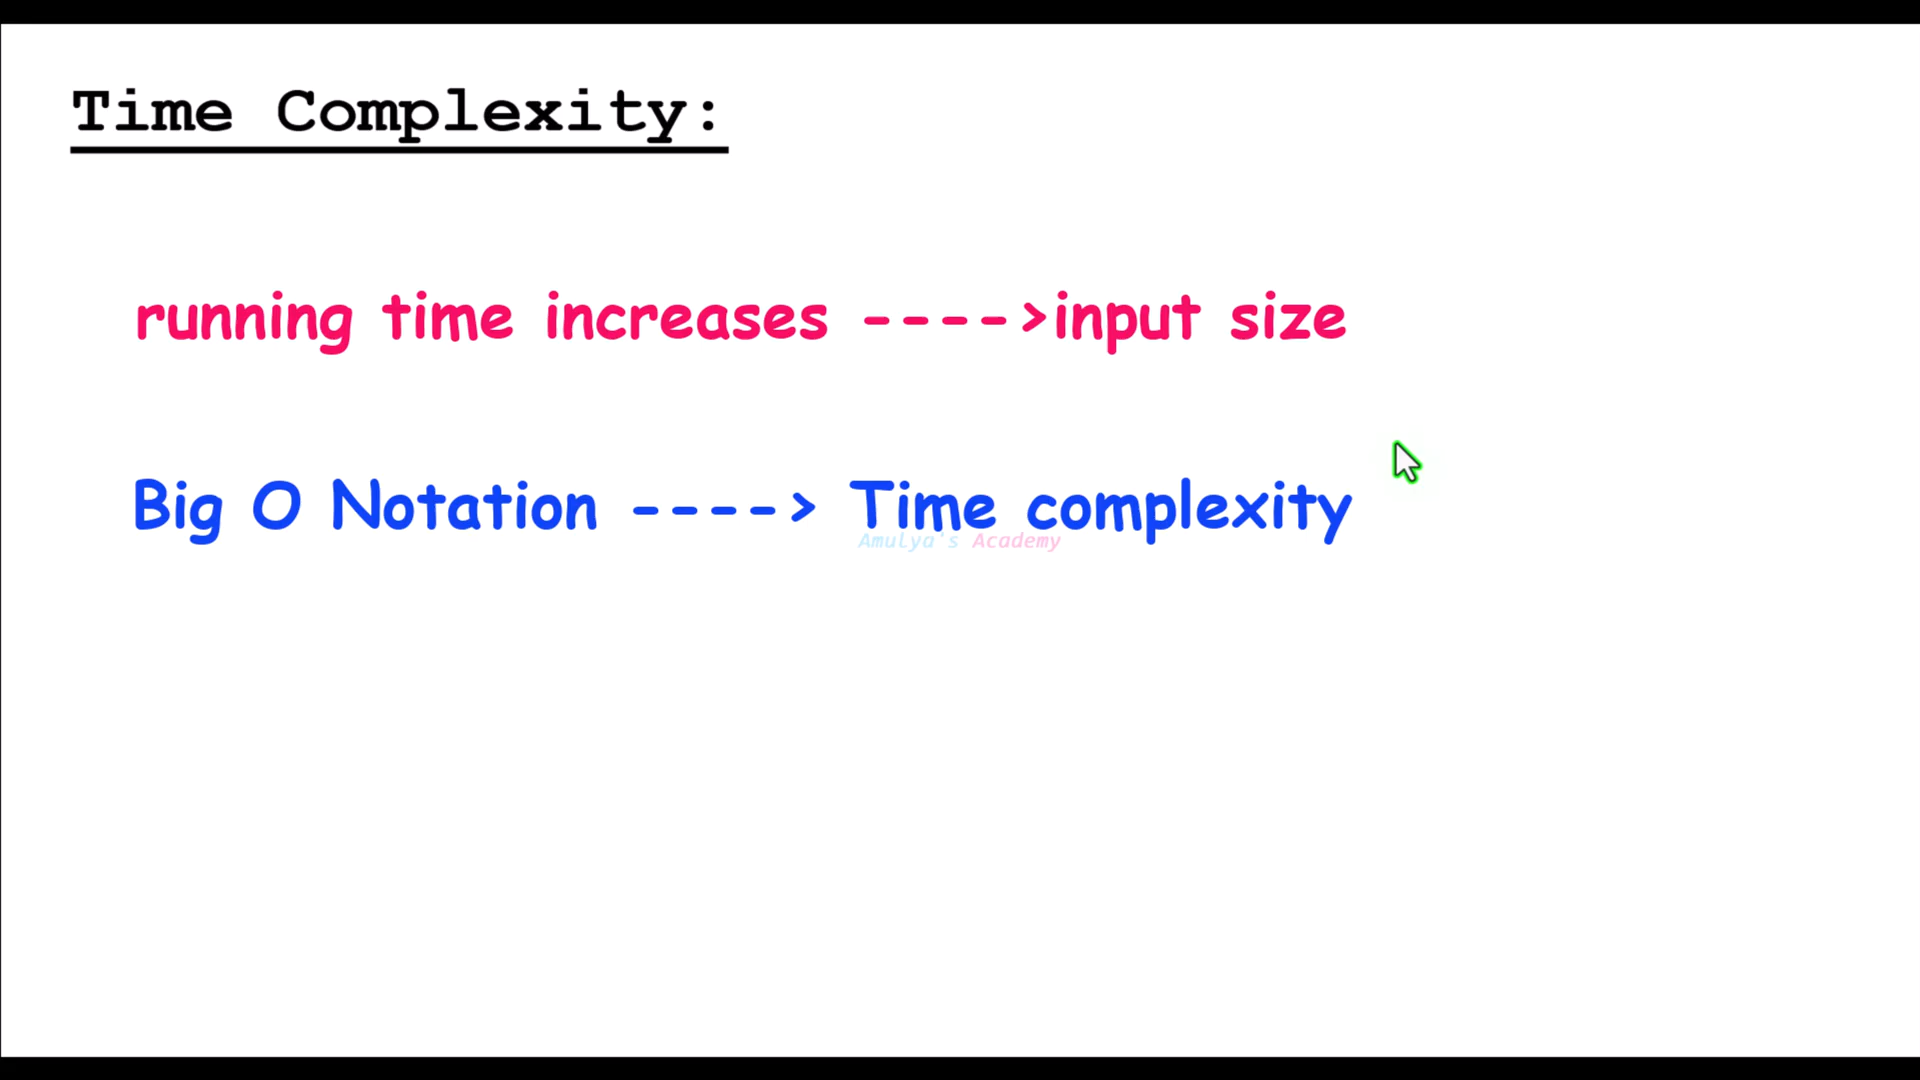 Time Complexity:
running time increases ---->input size
Big O Notation ----> Time complexity
Amulya's Academy